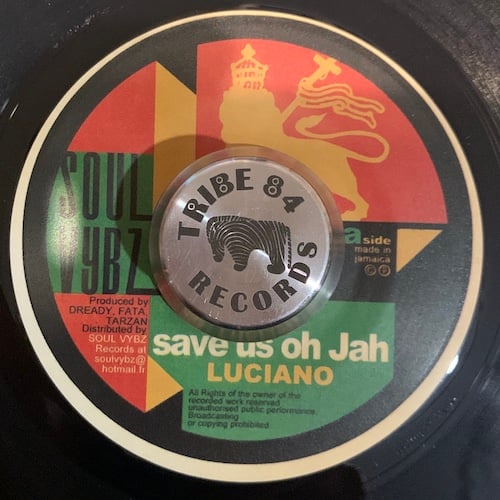 SOUL
VYBZ
TRIBE 84
RECORDS
a side
made in
jamaica
Produced by
DREADY, FATA,
TARZAN
Distributed by
SOUL VYBZ
Records at
soulvybz@
hotmail.fr
save us oh Jah
LUCIANO
All Rights of the owner of the
recorded work reserved
unauthorised public performance.
Broadcasting
or copying prohibited